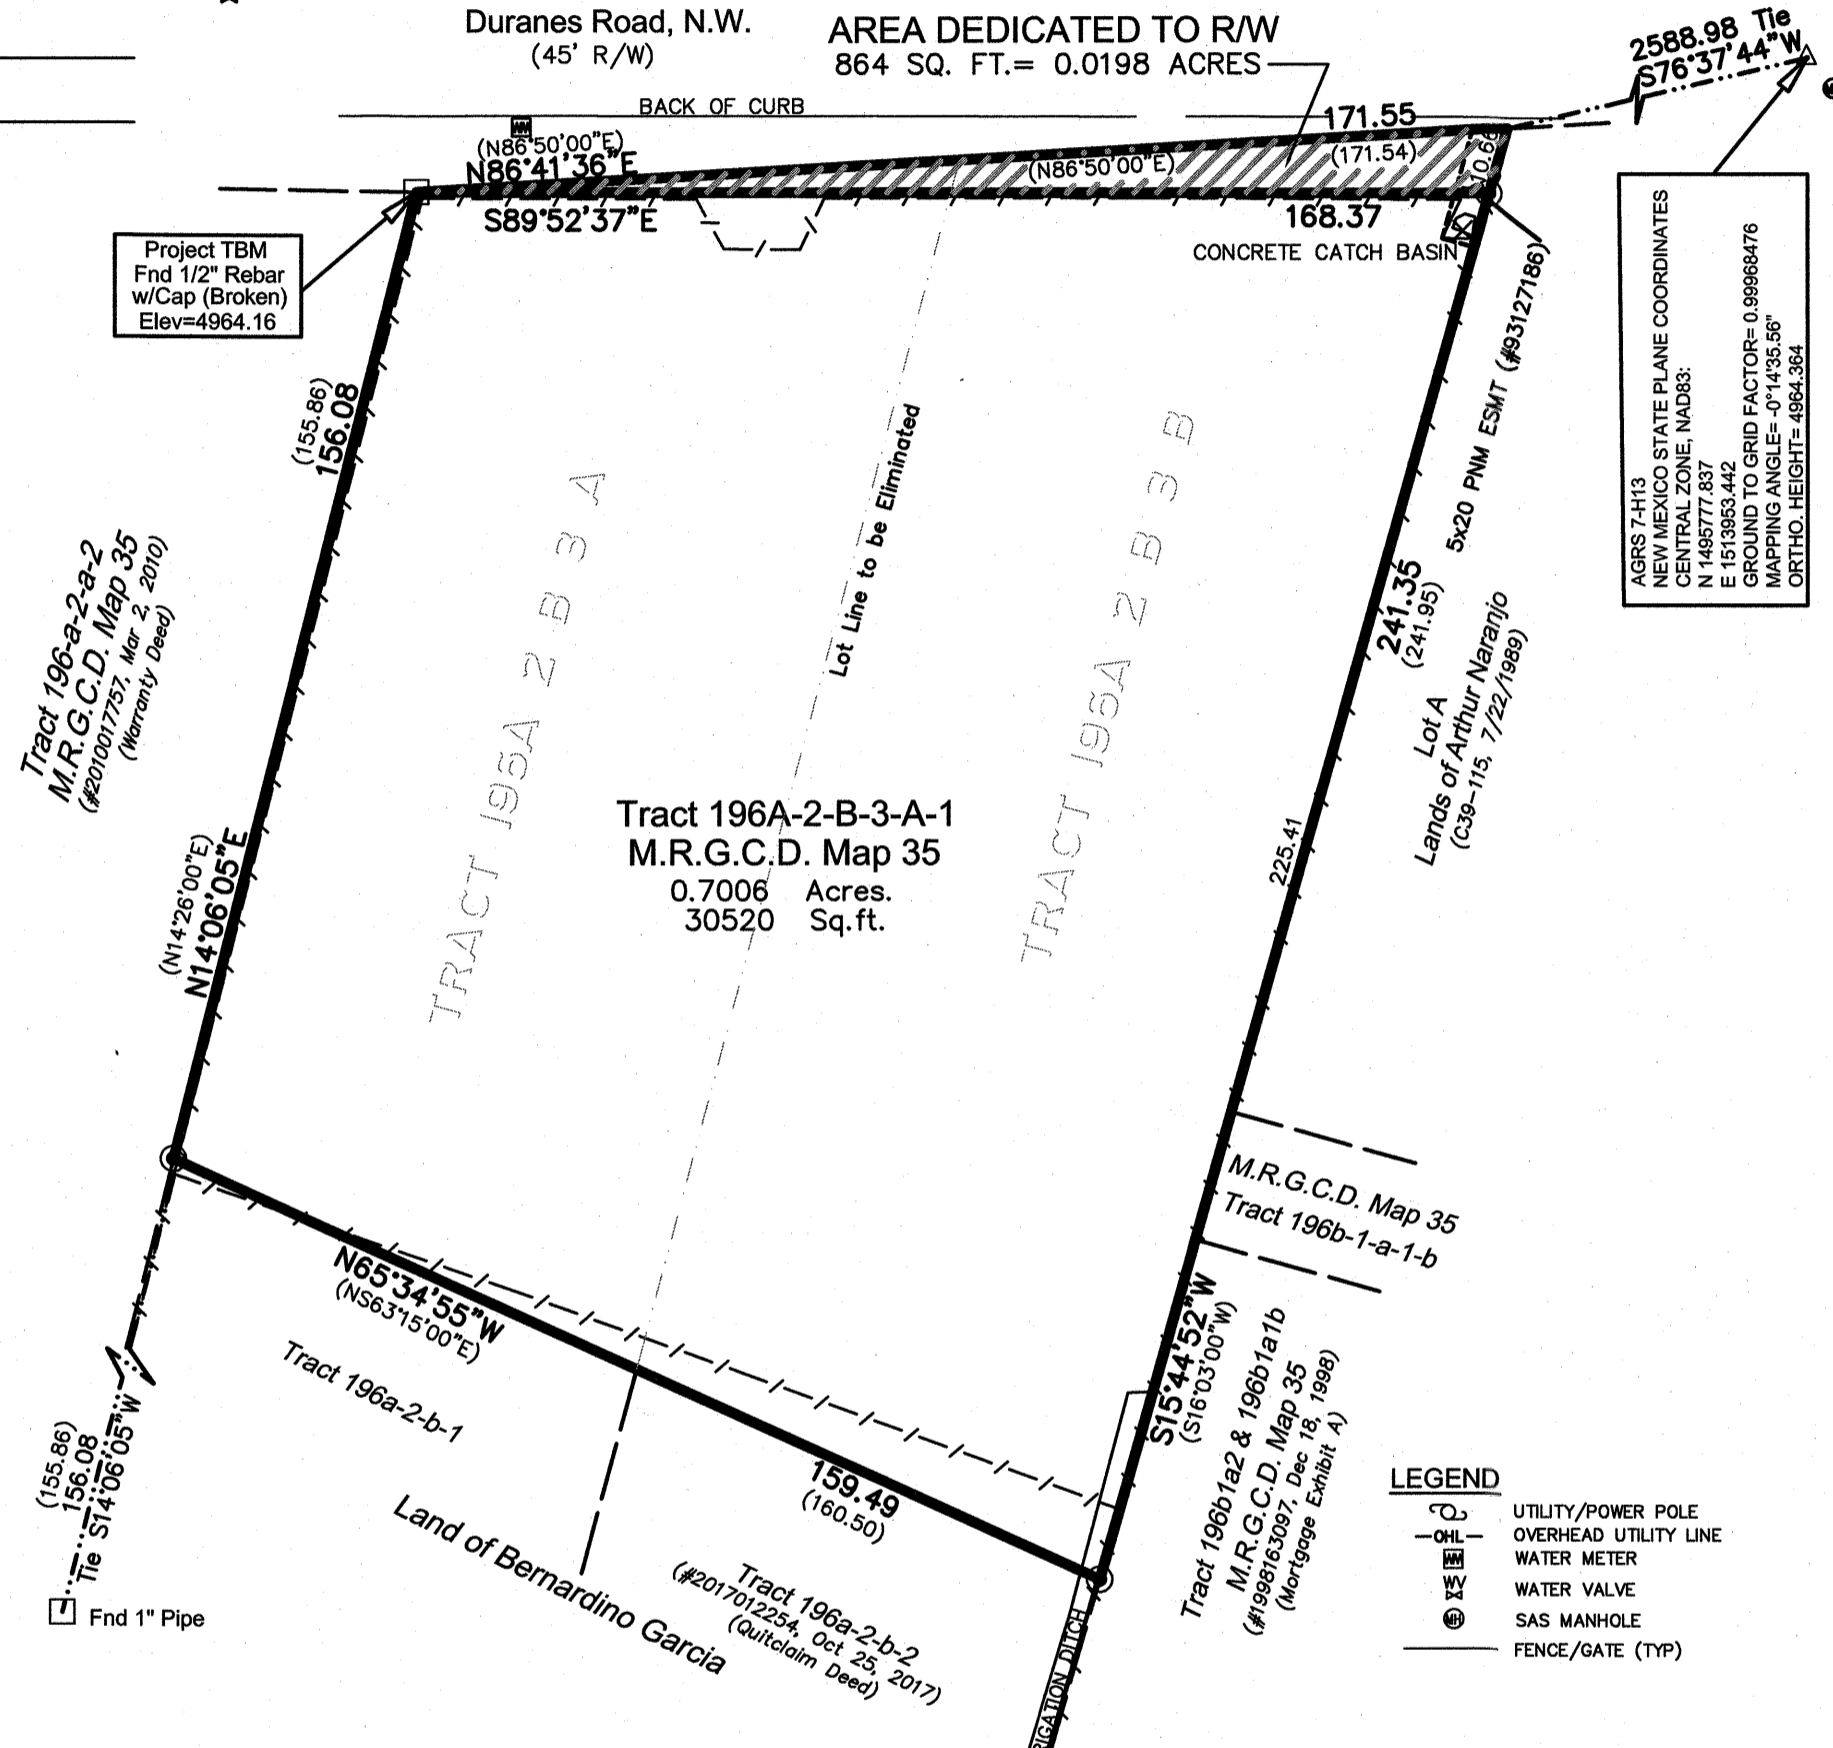 Duranes Road, N.W.
(45' R/W)
AREA DEDICATED TO R/W
864 SQ. FT.= 0.0198 ACRES
2588.98 Tie
S76°37'44"W
BACK OF CURB
171.55
(N86°50'00"E)
N86°41'36"E
(N86°50'00"E)
(171.54)
S89°52'37"E
168.37
CONCRETE CATCH BASIN
Project TBM
Fnd 1/2" Rebar
w/Cap (Broken)
Elev=4964.16
AGRS 7-H13
NEW MEXICO STATE PLANE COORDINATES
CENTRAL ZONE, NAD83:
N 1495777.837
E 1513953.442
GROUND TO GRID FACTOR= 0.99968476
MAPPING ANGLE= -0°14'35.56"
ORTHO. HEIGHT= 4964.364
5x20 PNM ESMT (#93127186)
(155.86)
156.08
Lot Line to be Eliminated
TRACT 195A 2 B 3 A
TRACT 195A 2 B 3 B
241.35
(241.95)
Tract 196-a-2-a-2
M.R.G.C.D. Map 35
(#2010017757, Mar 2, 2010)
(Warranty Deed)
Lot A
Lands of Arthur Naranjo
(C39-115, 7/22/1989)
Tract 196A-2-B-3-A-1
M.R.G.C.D. Map 35
0.7006 Acres.
30520 Sq.ft.
225.41
(N14°26'00"E)
N14°06'05"E
M.R.G.C.D. Map 35
Tract 196b-1-a-1-b
N65°34'55"W
(NS63°15'00"E)
S15°44'52"W
(S16°03'00"W)
Tract 196a-2-b-1
159.49
(160.50)
Tract 196b1a2 & 196b1a1b
M.R.G.C.D. Map 35
(#1998163097, Dec 18, 1998)
(Mortgage Exhibit A)
(155.86)
156.08
Tie S14°06'05"W
Fnd 1" Pipe
Land of Bernardino Garcia
Tract 196a-2-b-2
(#2017012254, Oct 25, 2017)
(Quitclaim Deed)
RIGATION DITCH
LEGEND
UTILITY/POWER POLE
OHL OVERHEAD UTILITY LINE
WM WATER METER
WV WATER VALVE
MH SAS MANHOLE
FENCE/GATE (TYP)